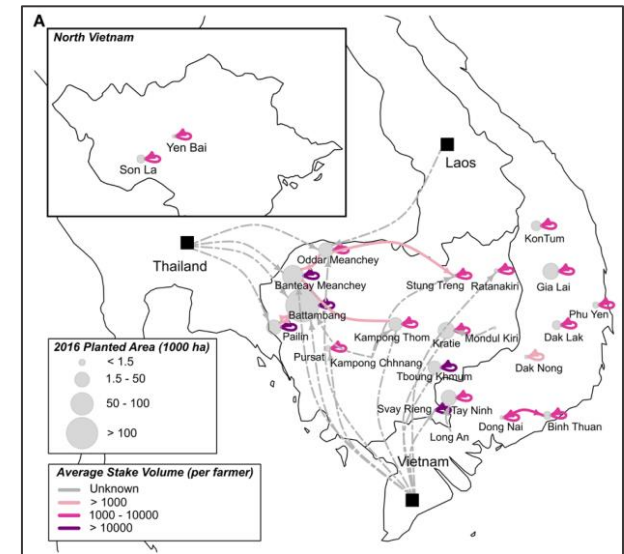 A
North Vietnam
Yen Bai
Son La
Laos
Thailand
KonTum
Oddar Meanchey
Banteay Meanchey
Stung Treng
Ratanakiri
Gia Lai
Battambang
Phu Yen
Pailin
Kampong Thom
Kratie
Mondul Kiri
Dak Lak
Pursat
Kampong Chhnang
Dak Nong
Tboung Khmum
Svay Rieng
Tay Ninh
Long An
Dong Nai
Binh Thuan
Vietnam
2016 Planted Area (1000 ha)
< 1.5
1.5 - 50
50 - 100
> 100
Average Stake Volume (per farmer)
Unknown
> 1000
1000 - 10000
> 10000